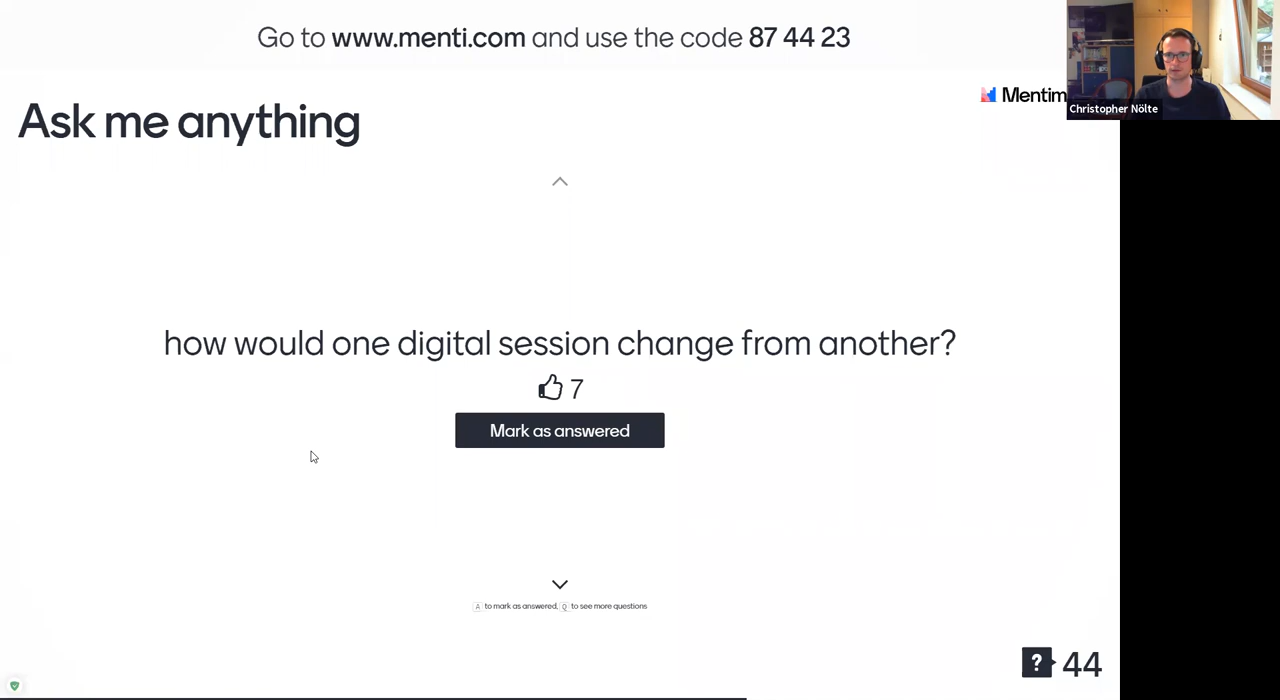 Go to www.menti.com and use the code 87 44 23
Mentim
Christopher Nölte
Ask me anything
how would one digital session change from another?
7
Mark as answered
A to mark as answered, Q to see more questions
? 44